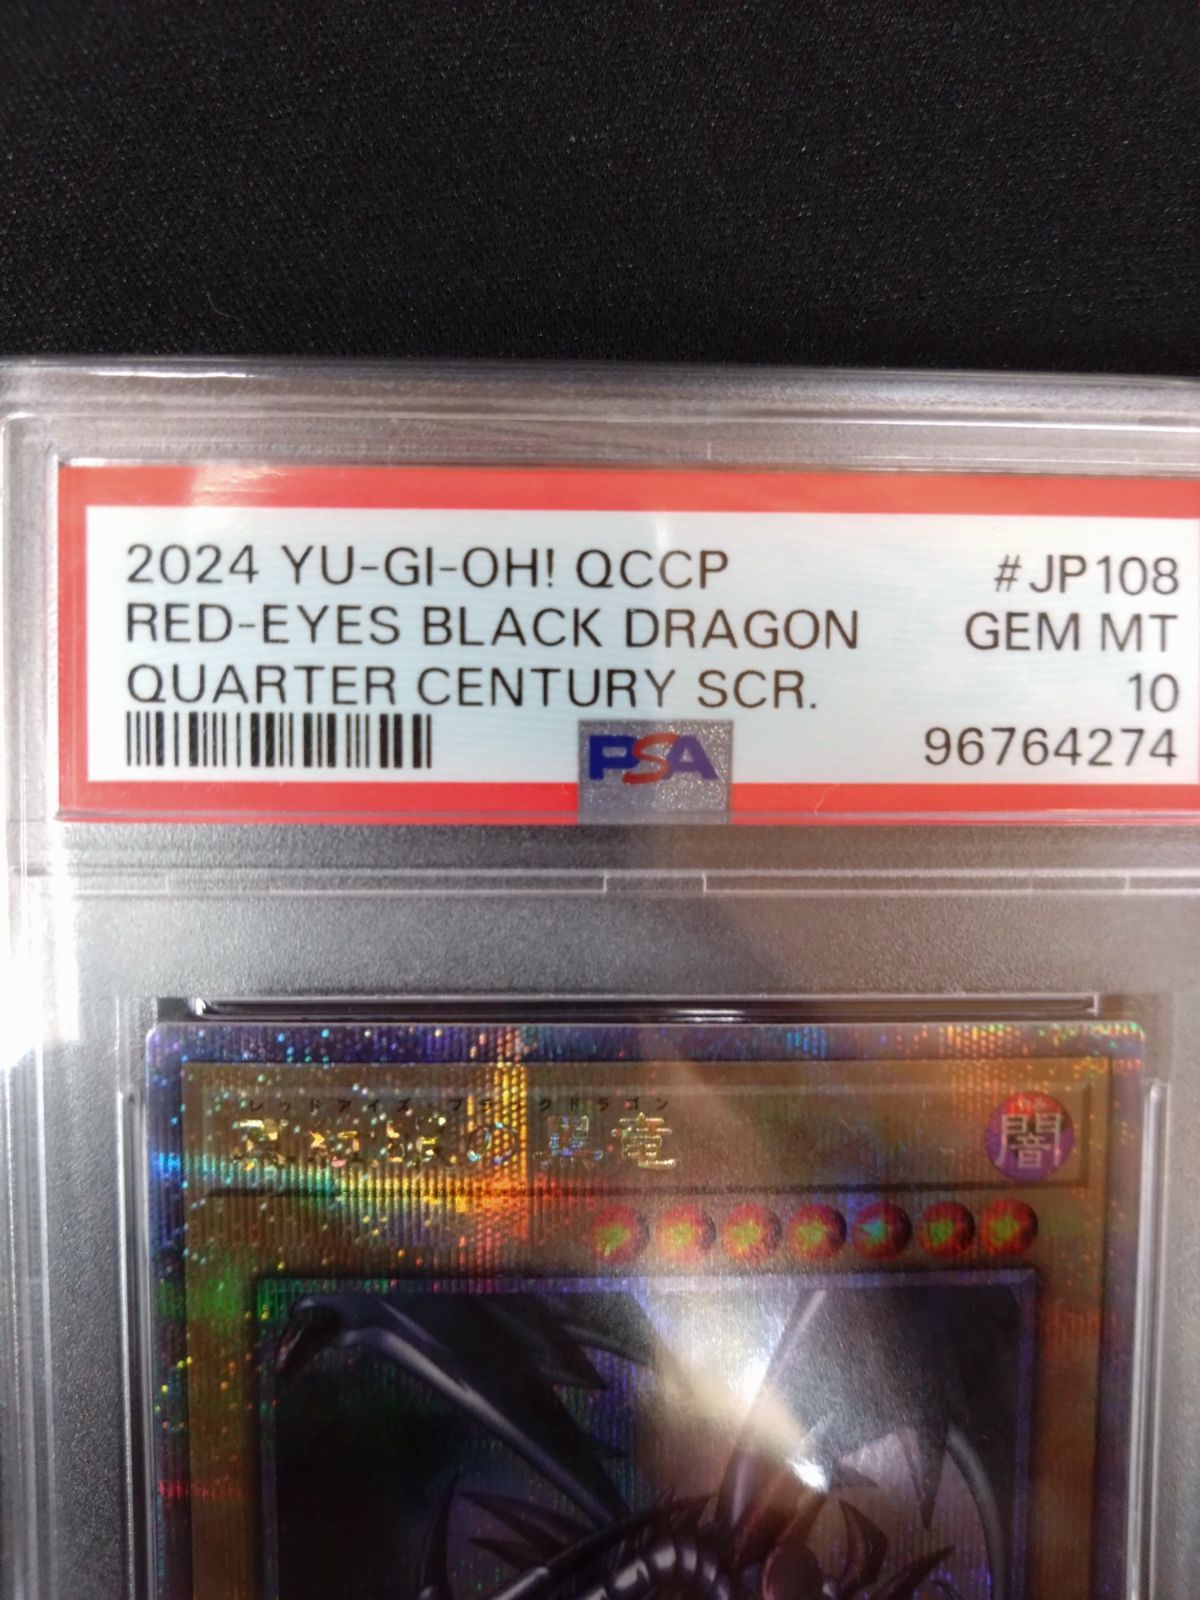 2024 YU-GI-OH! QCCP #JP108
RED-EYES BLACK DRAGON GEM MT
QUARTER CENTURY SCR. 10
PSA 96764274
レッドアイズ・ブラックドラゴン
真紅眼の黒竜
闇